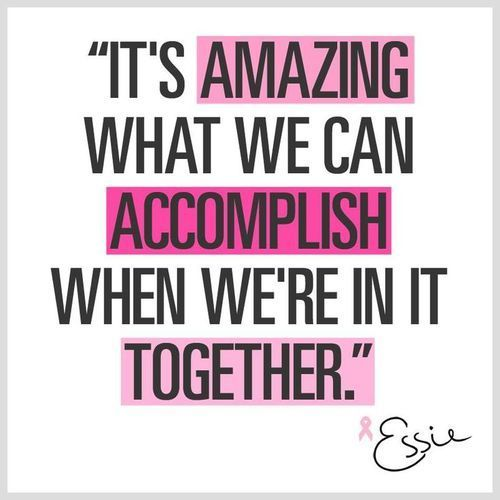 “IT'S AMAZING
WHAT WE CAN
ACCOMPLISH
WHEN WE'RE IN IT
TOGETHER.”
Essie